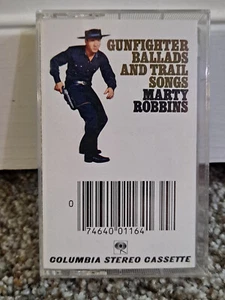 GUNFIGHTER
BALLADS
AND TRAIL
SONGS
MARTY
ROBBINS
0
74640 01164
COLUMBIA STEREO CASSETTE